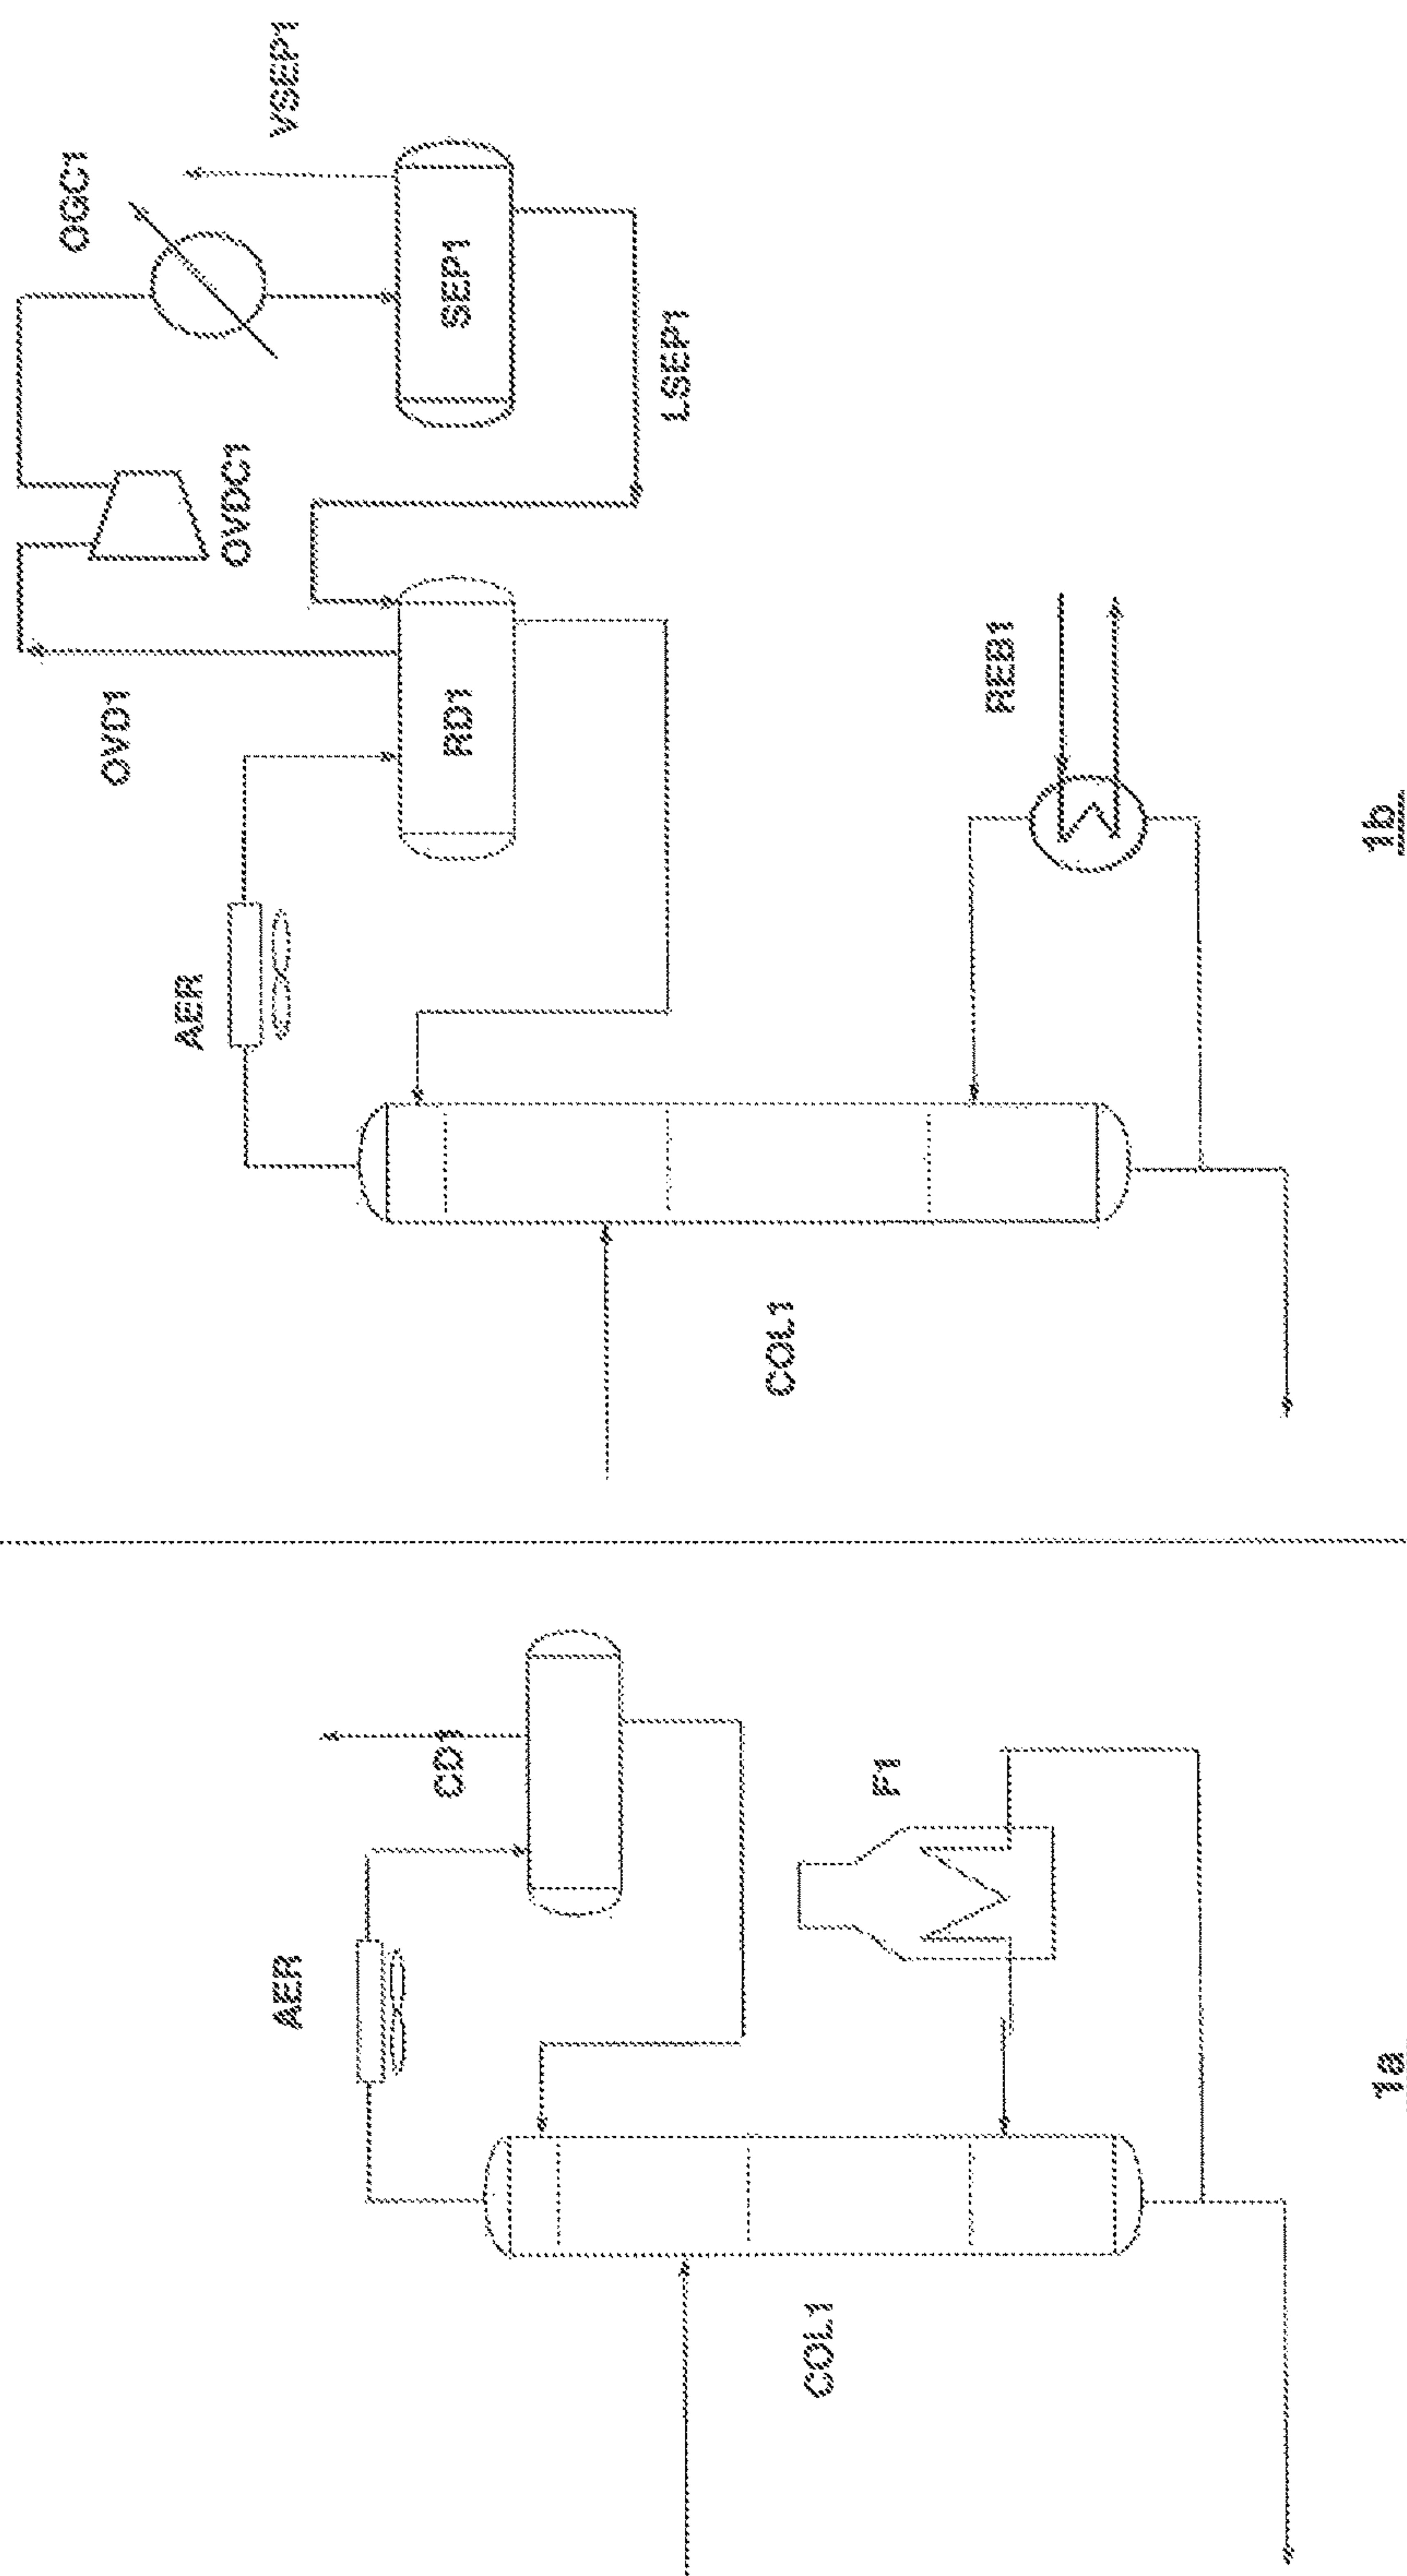 AER
CD1
F1
COL1
1a
OGC1
VSEP1
OVDC1
SEP1
OVD1
LSEP1
AER
RD1
REB1
COL1
1b